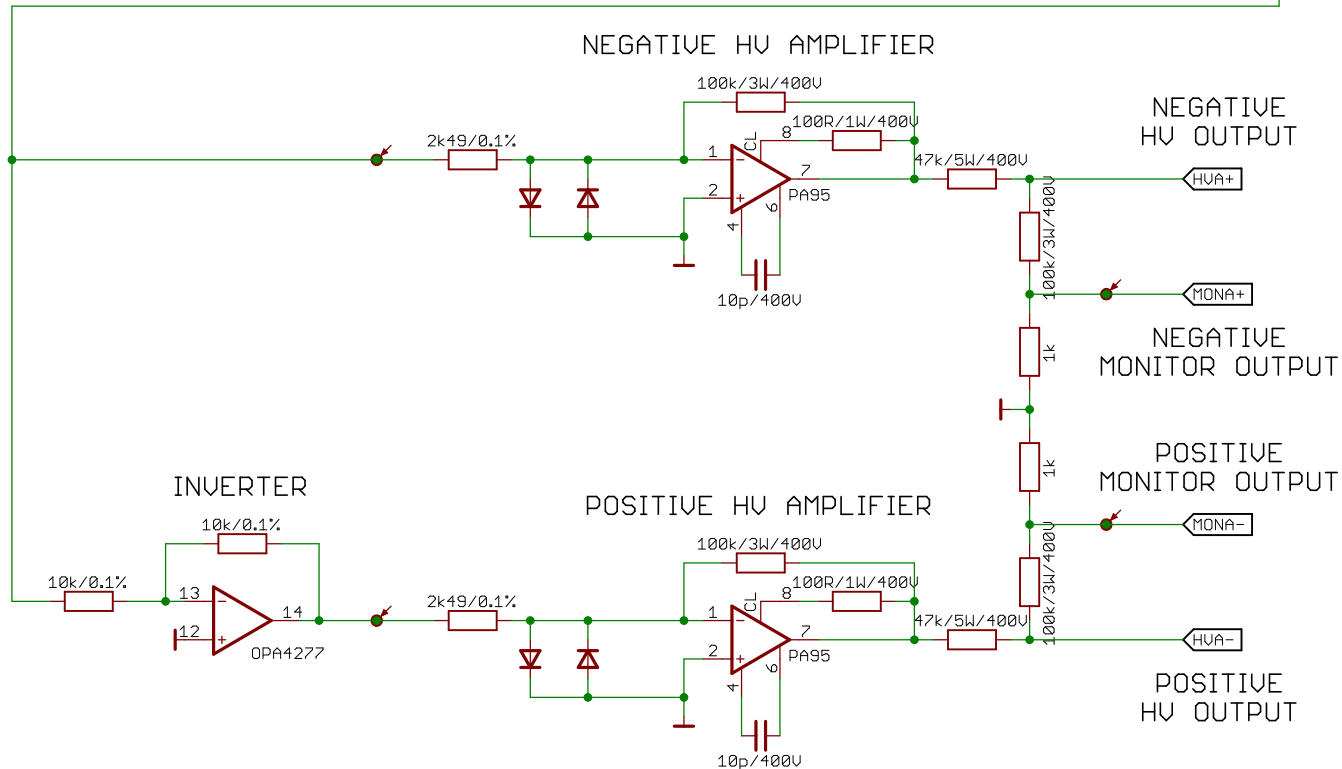 NEGATIVE HV AMPLIFIER
100k/3W/400V
NEGATIVE
HV OUTPUT
2k49/0.1%
CL
8
100R/1W/400V
1
-
2
+
7
PA95
4
6
10p/400V
47k/5W/400V
HVA+
100k/3W/400V
MONA+
NEGATIVE
MONITOR OUTPUT
1k
1k
POSITIVE
MONITOR OUTPUT
MONA-
INVERTER
10k/0.1%
10k/0.1%
13
-
12
+
14
OPA4277
POSITIVE HV AMPLIFIER
100k/3W/400V
2k49/0.1%
CL
8
100R/1W/400V
1
-
2
+
7
PA95
4
6
10p/400V
47k/5W/400V
100k/3W/400V
HVA-
POSITIVE
HV OUTPUT